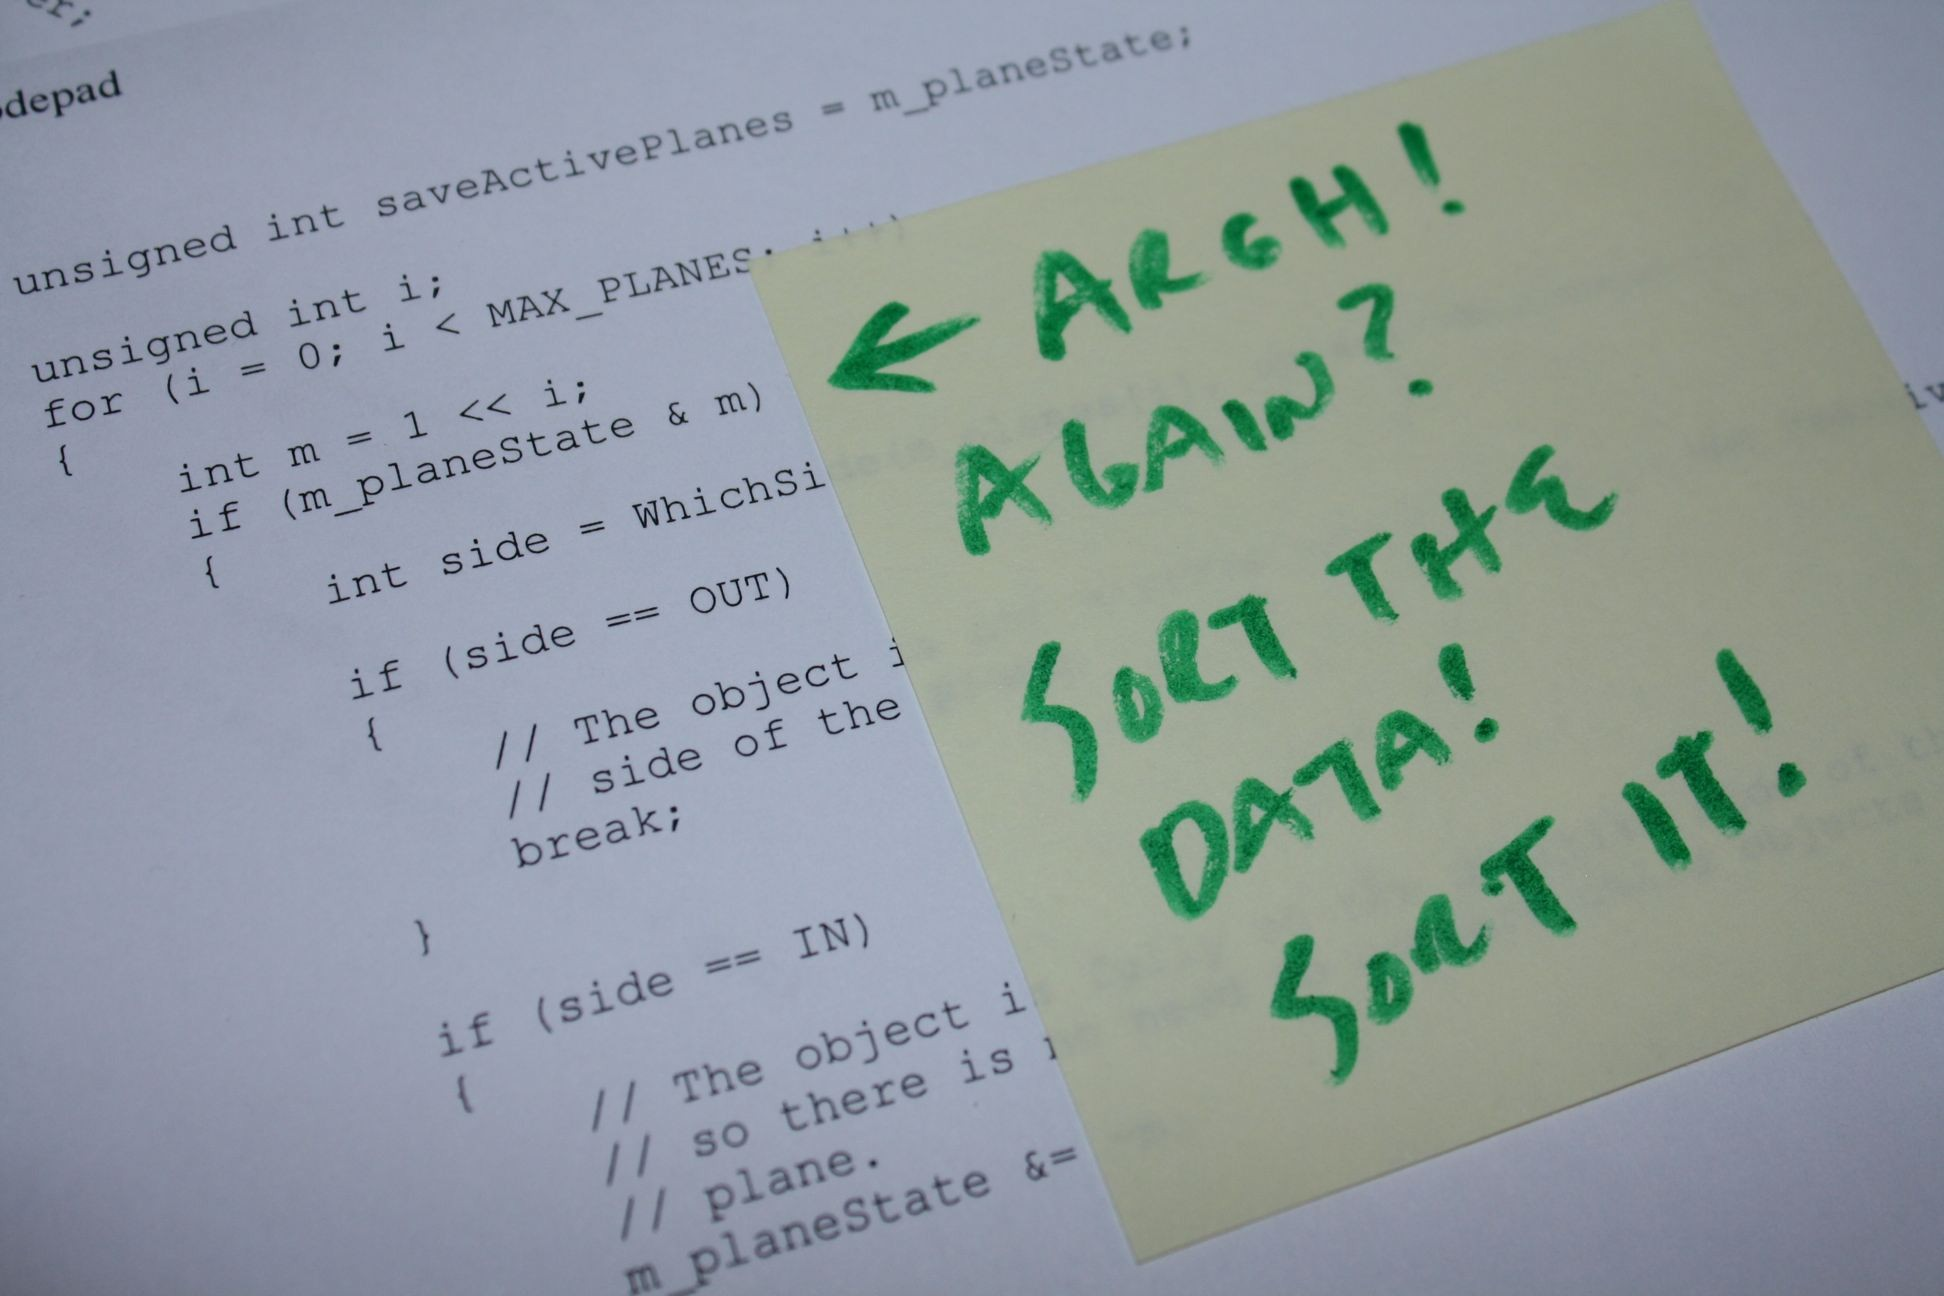 unsigned int saveActivePlanes = m_planeState;
unsigned int i;
for (i = 0; i < MAX_PLANES; i++)
{
int m = 1 << i;
if (m_planeState & m)
{
int side = WhichSi
if (side == OUT)
{
// The object i
// side of the
break;
}
if (side == IN)
{
// The object i
// so there is
// plane.
m_planeState &=
← ARGH!
AGAIN?
SORT THE
DATA!
SORT IT!